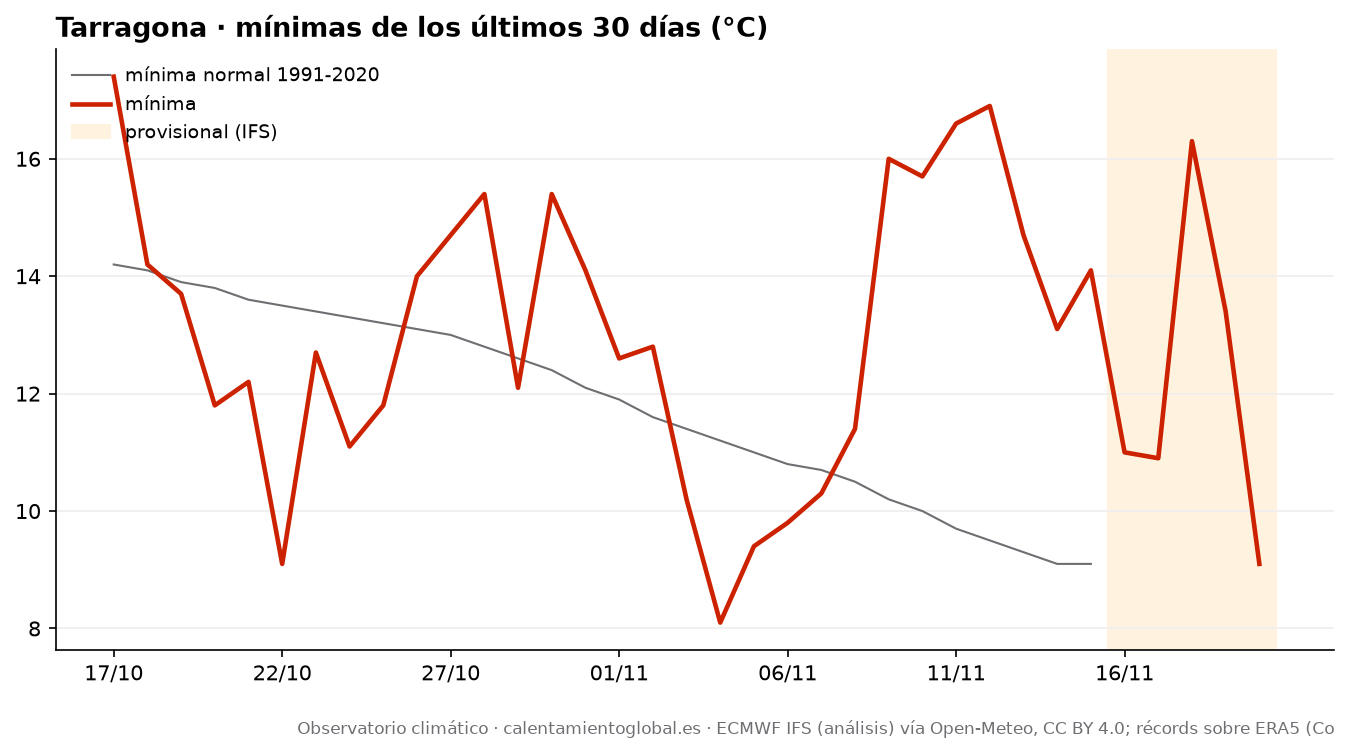 Tarragona · mínimas de los últimos 30 días (°C)
mínima normal 1991-2020
mínima
provisional (IFS)
16
14
12
10
8
17/10 22/10 27/10 01/11 06/11 11/11 16/11
Observatorio climático · calentamientoglobal.es · ECMWF IFS (análisis) vía Open-Meteo, CC BY 4.0; récords sobre ERA5 (Co